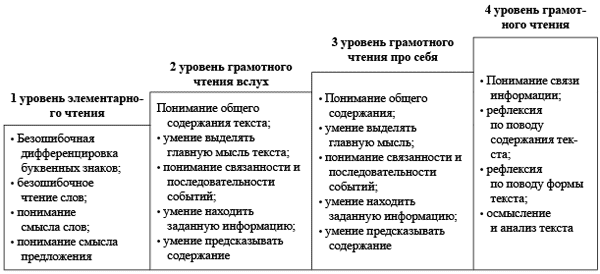 1 уровень элементарно-
го чтения
• Безошибочная
дифференцировка
буквенных знаков;
• безошибочное
чтение слов;
• понимание
смысла слов;
• понимание смысла
предложения
2 уровень грамотного
чтения вслух
Понимание общего
содержания текста;
• умение выделять
главную мысль текста;
• понимание связанности и
последовательности
событий;
• умение находить
заданную информацию;
• умение предсказывать
содержание
3 уровень грамотного
чтения про себя
• Понимание общего
содержания;
• умение выделять
главную мысль;
• понимание связанности и
последовательности
событий;
• умение находить
заданную информацию;
• умение предсказывать
содержание
4 уровень грамот-
ного чтения
• Понимание связи
информации;
• рефлексия
по поводу
содержания тек-
ста;
• рефлексия
по поводу формы
текста;
• осмысление
и анализ текста